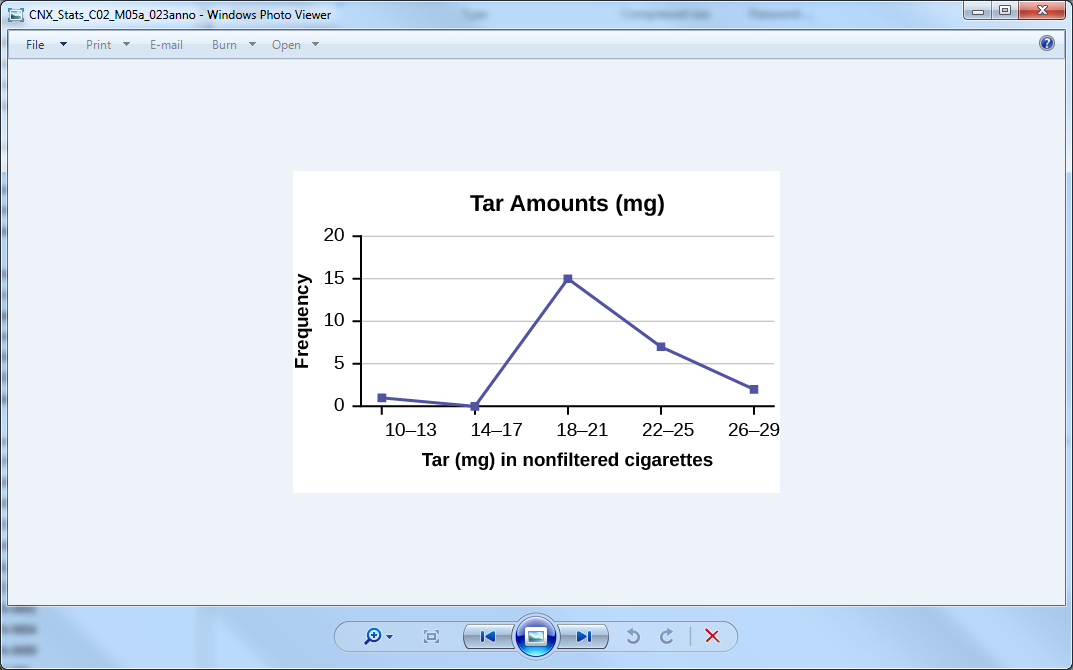 CNX_Stats_C02_M05a_023anno - Windows Photo Viewer
File Print E-mail Burn Open
Tar Amounts (mg)
20
15
10
5
0
Frequency
10–13 14–17 18–21 22–25 26–29
Tar (mg) in nonfiltered cigarettes